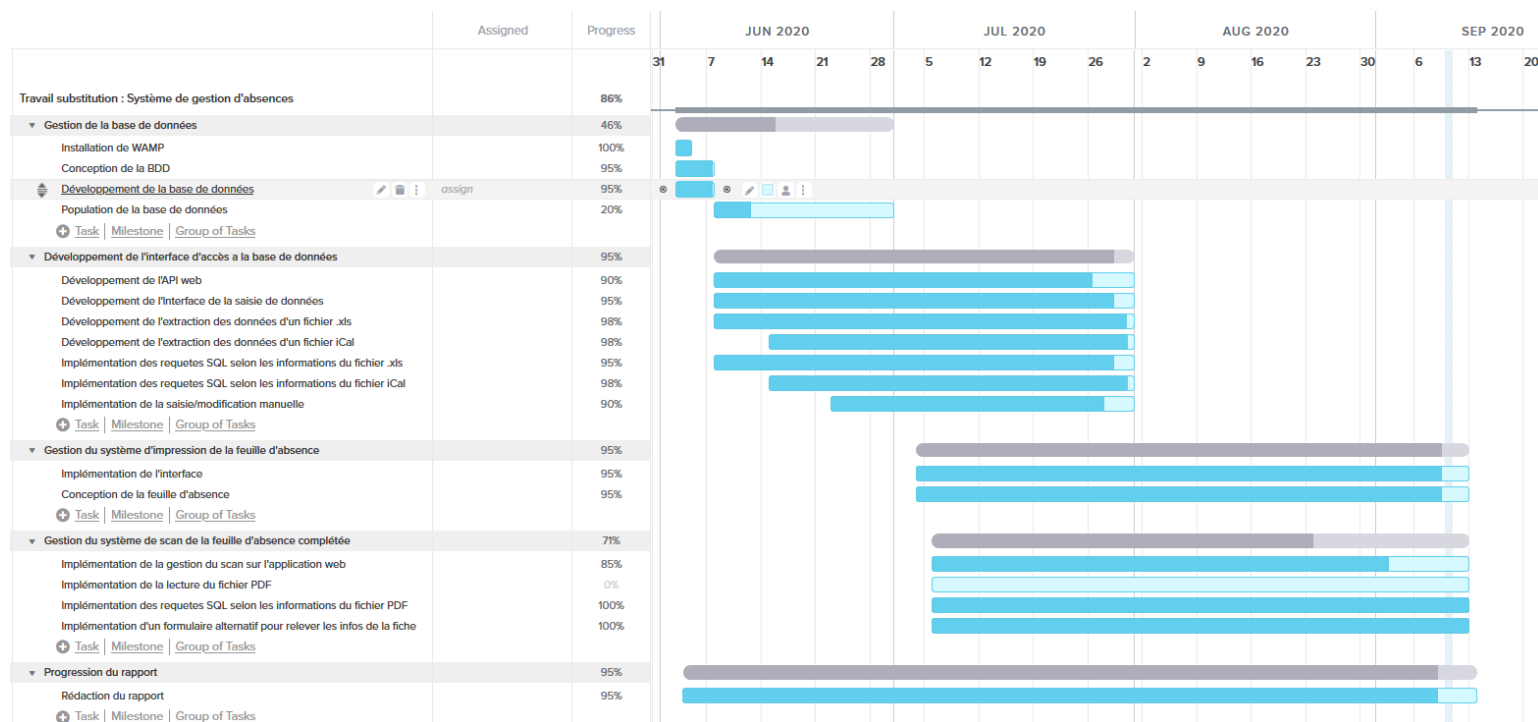 Assigned Progress JUN 2020 JUL 2020 AUG 2020 SEP 2020
31 7 14 21 28 5 12 19 26 2 9 16 23 30 6 13 20
Travail substitution : Système de gestion d'absences 86%
Gestion de la base de données 46%
Installation de WAMP 100%
Conception de la BDD 95%
Développement de la base de données assign 95%
Population de la base de données 20%
Task Milestone Group of Tasks
Développement de l'interface d'accès a la base de données 95%
Développement de l'API web 90%
Développement de l'Interface de la saisie de données 95%
Développement de l'extraction des données d'un fichier .xls 98%
Développement de l'extraction des données d'un fichier iCal 98%
Implémentation des requetes SQL selon les informations du fichier .xls 95%
Implémentation des requetes SQL selon les informations du fichier iCal 98%
Implémentation de la saisie/modification manuelle 90%
Task Milestone Group of Tasks
Gestion du système d'impression de la feuille d'absence 95%
Implémentation de l'interface 95%
Conception de la feuille d'absence 95%
Task Milestone Group of Tasks
Gestion du système de scan de la feuille d'absence complétée 71%
Implémentation de la gestion du scan sur l'application web 85%
Implémentation de la lecture du fichier PDF 0%
Implémentation des requetes SQL selon les informations du fichier PDF 100%
Implémentation d'un formulaire alternatif pour relever les infos de la fiche 100%
Task Milestone Group of Tasks
Progression du rapport 95%
Rédaction du rapport 95%
Task Milestone Group of Tasks